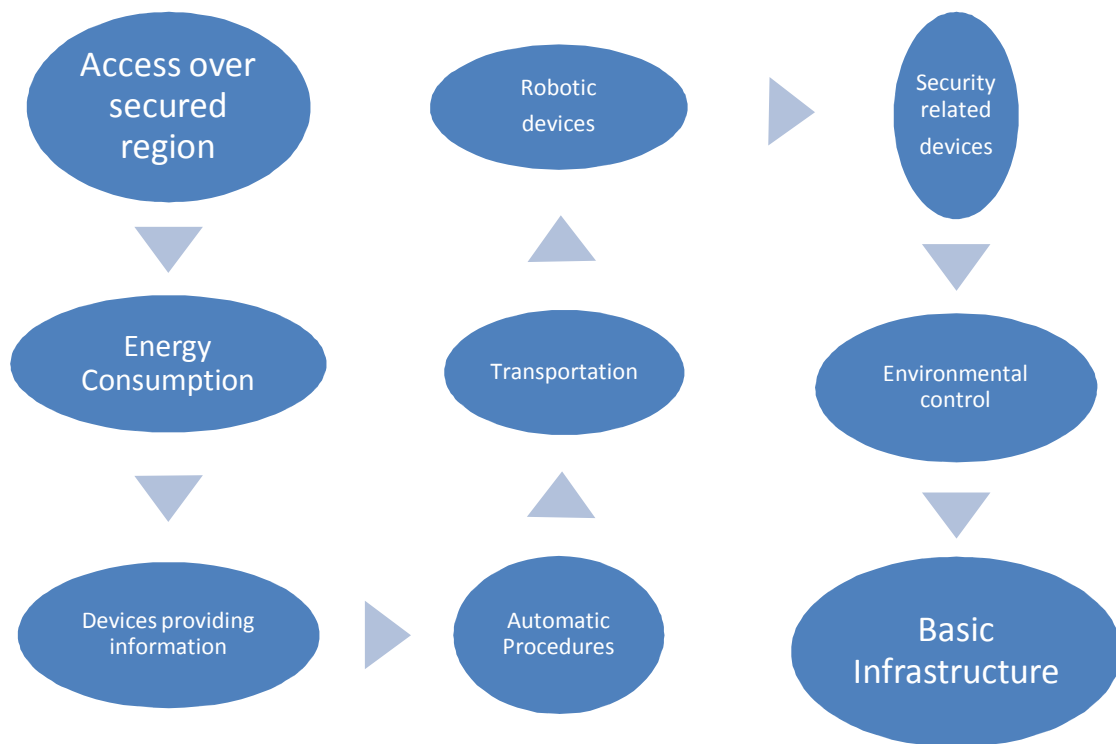 Access over
secured
region
Energy
Consumption
Devices providing
information
Automatic
Procedures
Transportation
Robotic
devices
Security
related
devices
Environmental
control
Basic
Infrastructure